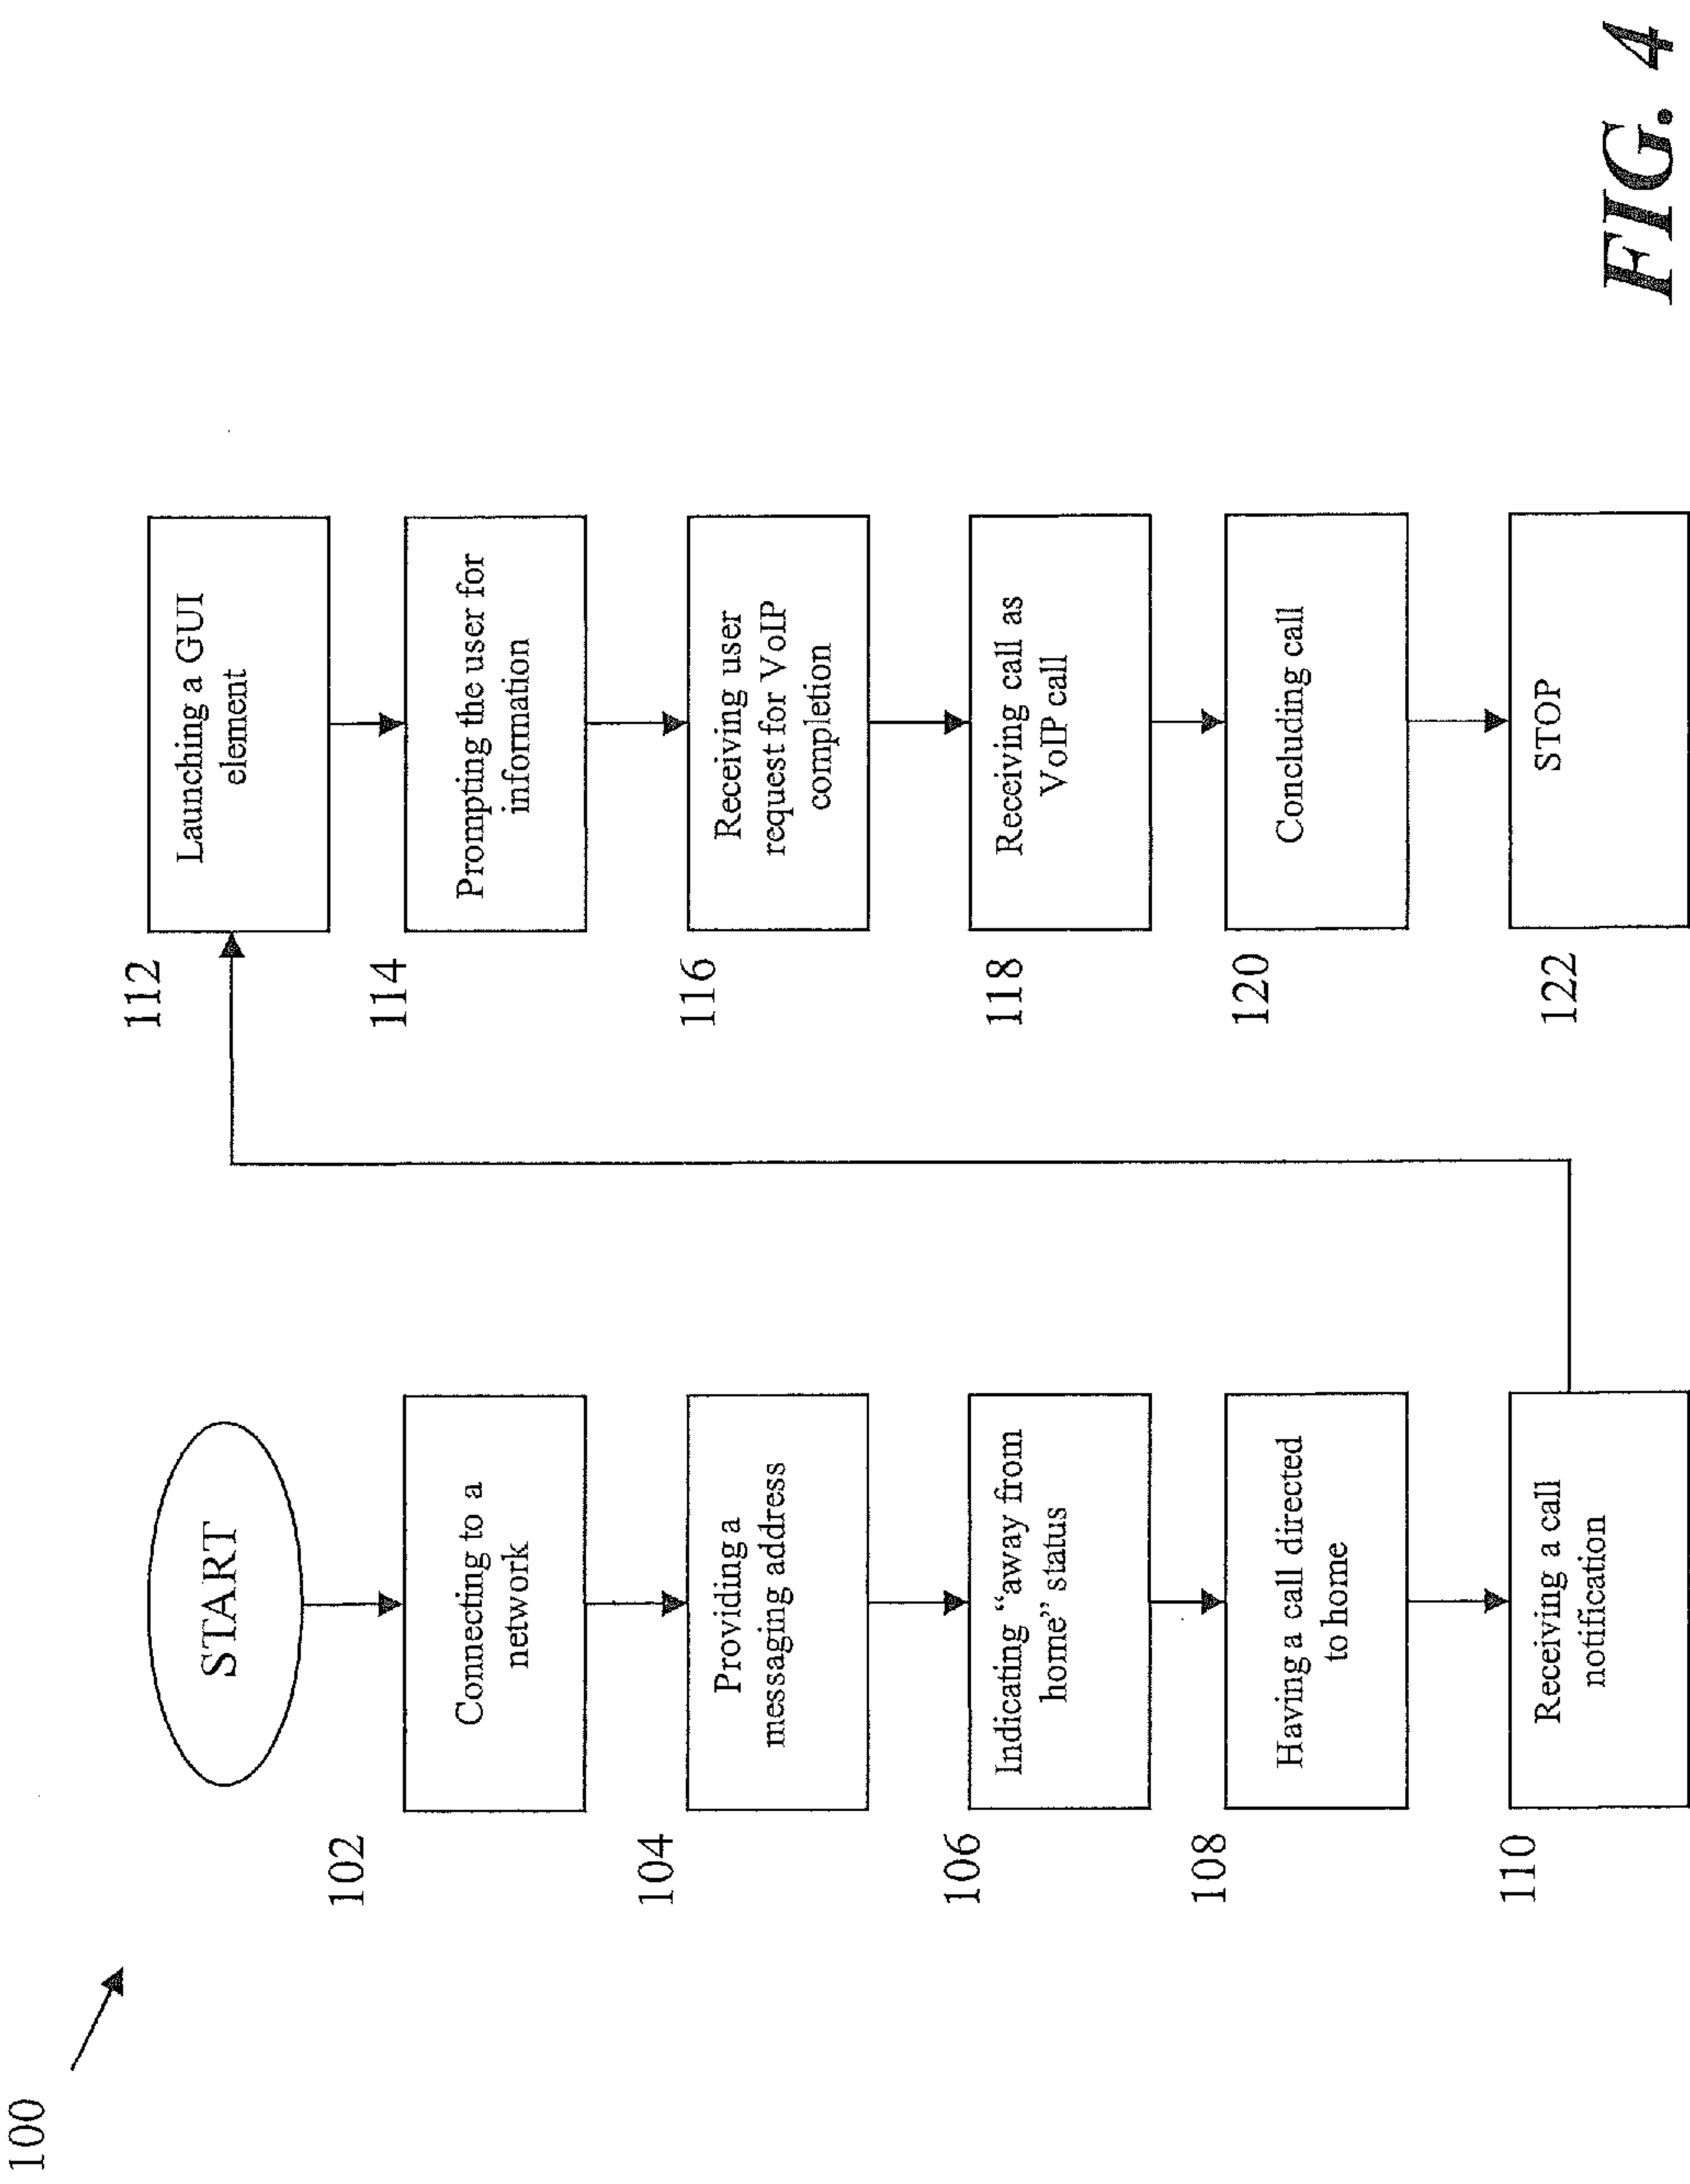 100
START
102
Connecting to a
network
104
Providing a
messaging address
106
Indicating “away from
home” status
108
Having a call directed
to home
110
Receiving a call
notification
112
Launching a GUI
element
114
Prompting the user for
information
116
Receiving user
request for VoIP
completion
118
Receiving call as
VoIP call
120
Concluding call
122
STOP
FIG. 4